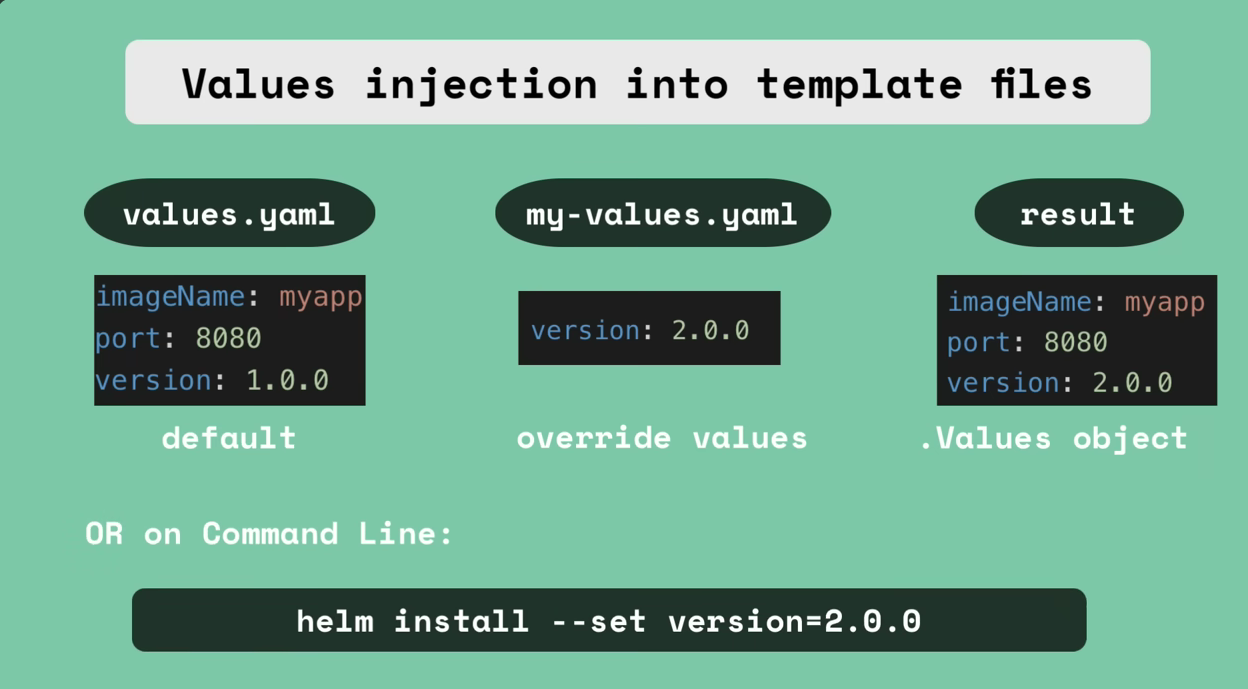 Values injection into template files
values.yaml
my-values.yaml
result
imageName: myapp
port: 8080
version: 1.0.0
version: 2.0.0
imageName: myapp
port: 8080
version: 2.0.0
default
override values
.Values object
OR on Command Line:
helm install --set version=2.0.0